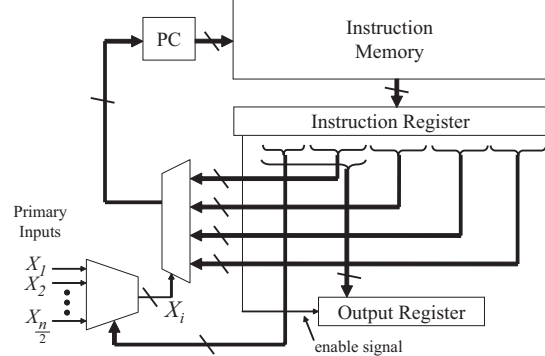 PC
Instruction
Memory
Instruction Register
Primary
Inputs
X1
X2
Xn/2
Xi
Output Register
enable signal